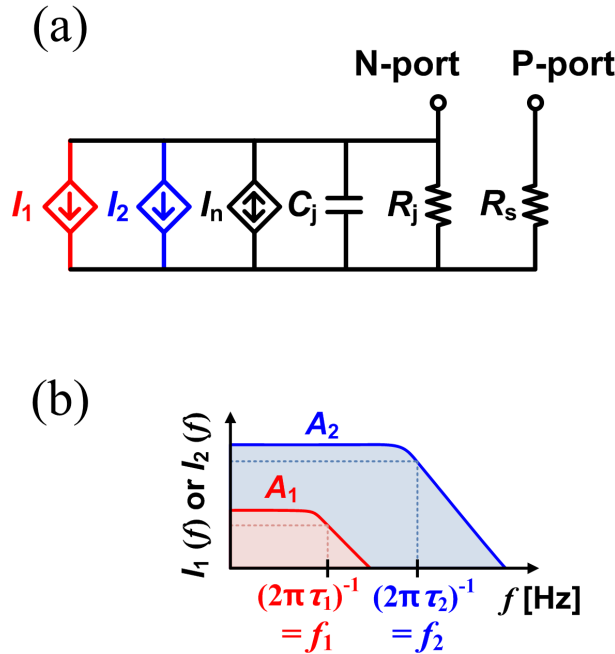 (a)
N-port P-port
I1 I2 In Cj Rj Rs
(b)
I1 (f) or I2 (f)
A2
A1
(2π τ1)-1 (2π τ2)-1 f [Hz]
= f1 = f2